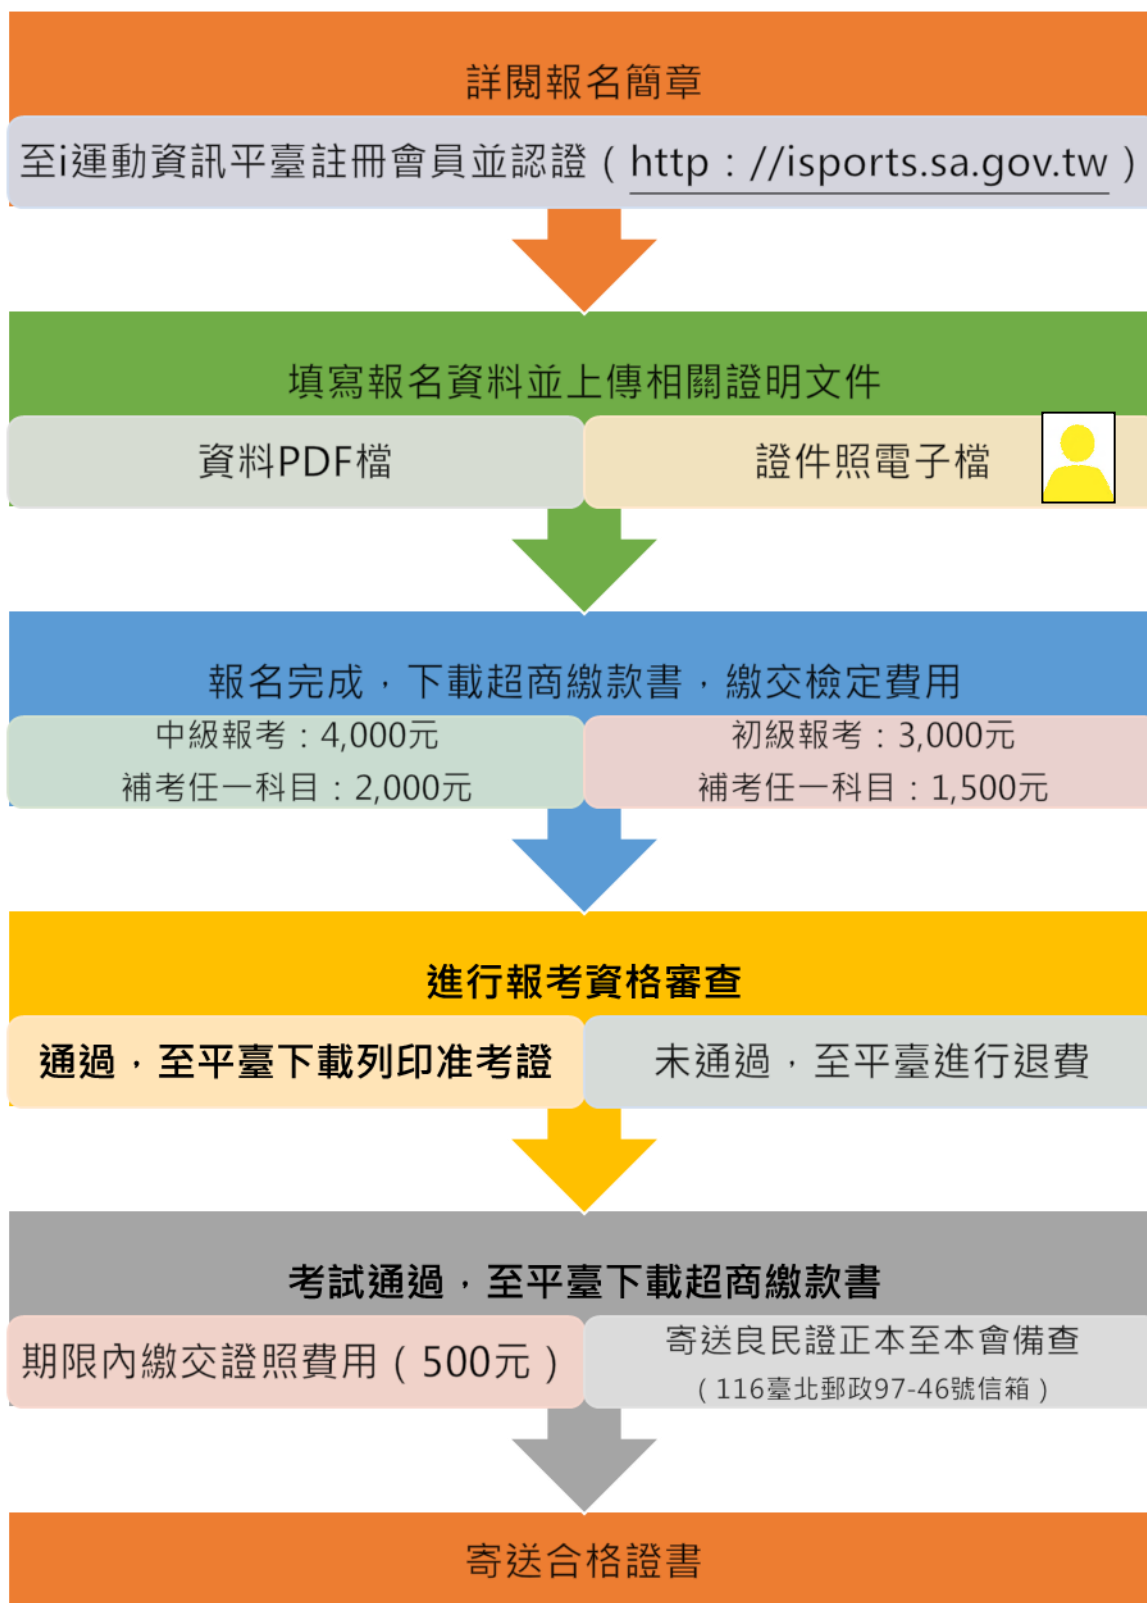 詳閱報名簡章
至i運動資訊平臺註冊會員並認證（http：//isports.sa.gov.tw）
填寫報名資料並上傳相關證明文件
資料PDF檔
證件照電子檔
報名完成，下載超商繳款書，繳交檢定費用
中級報考：4,000元
補考任一科目：2,000元
初級報考：3,000元
補考任一科目：1,500元
進行報考資格審查
通過，至平臺下載列印准考證
未通過，至平臺進行退費
考試通過，至平臺下載超商繳款書
期限內繳交證照費用（500元）
寄送良民證正本至本會備查
（116臺北郵政97-46號信箱）
寄送合格證書